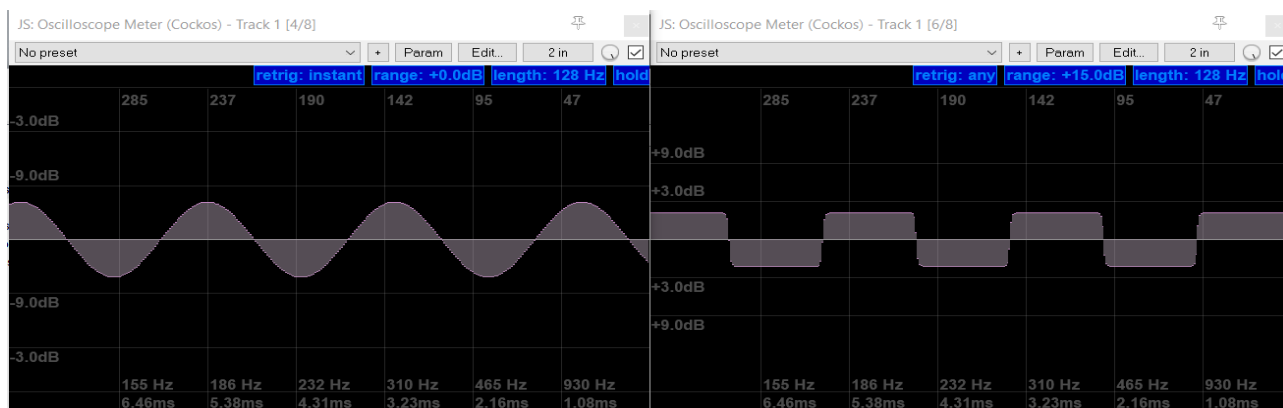 JS: Oscilloscope Meter (Cockos) - Track 1 [4/8]
No preset + Param Edit... 2 in
retrig: instant range: +0.0dB length: 128 Hz hold
285 237 190 142 95 47
-3.0dB
-9.0dB
-9.0dB
-3.0dB
155 Hz 186 Hz 232 Hz 310 Hz 465 Hz 930 Hz
6.46ms 5.38ms 4.31ms 3.23ms 2.16ms 1.08ms
JS: Oscilloscope Meter (Cockos) - Track 1 [6/8]
No preset + Param Edit... 2 in
retrig: any range: +15.0dB length: 128 Hz hol
285 237 190 142 95 47
+9.0dB
+3.0dB
+3.0dB
+9.0dB
155 Hz 186 Hz 232 Hz 310 Hz 465 Hz 930 Hz
6.46ms 5.38ms 4.31ms 3.23ms 2.16ms 1.08ms